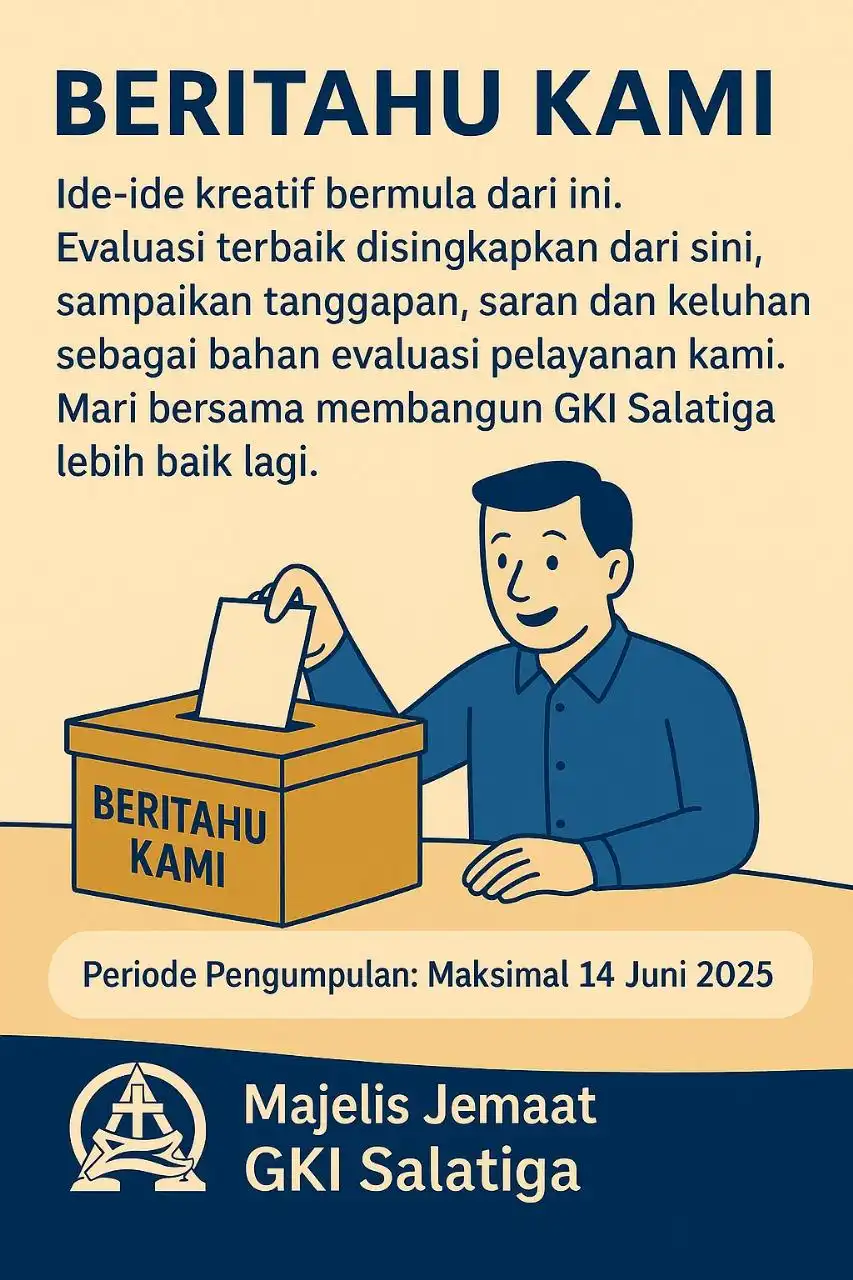 BERITAHU KAMI
Ide-ide kreatif bermula dari ini.
Evaluasi terbaik disingkapkan dari sini,
sampaikan tanggapan, saran dan keluhan
sebagai bahan evaluasi pelayanan kami.
Mari bersama membangun GKI Salatiga
lebih baik lagi.
BERITAHU
KAMI
Periode Pengumpulan: Maksimal 14 Juni 2025
Majelis Jemaat
GKI Salatiga